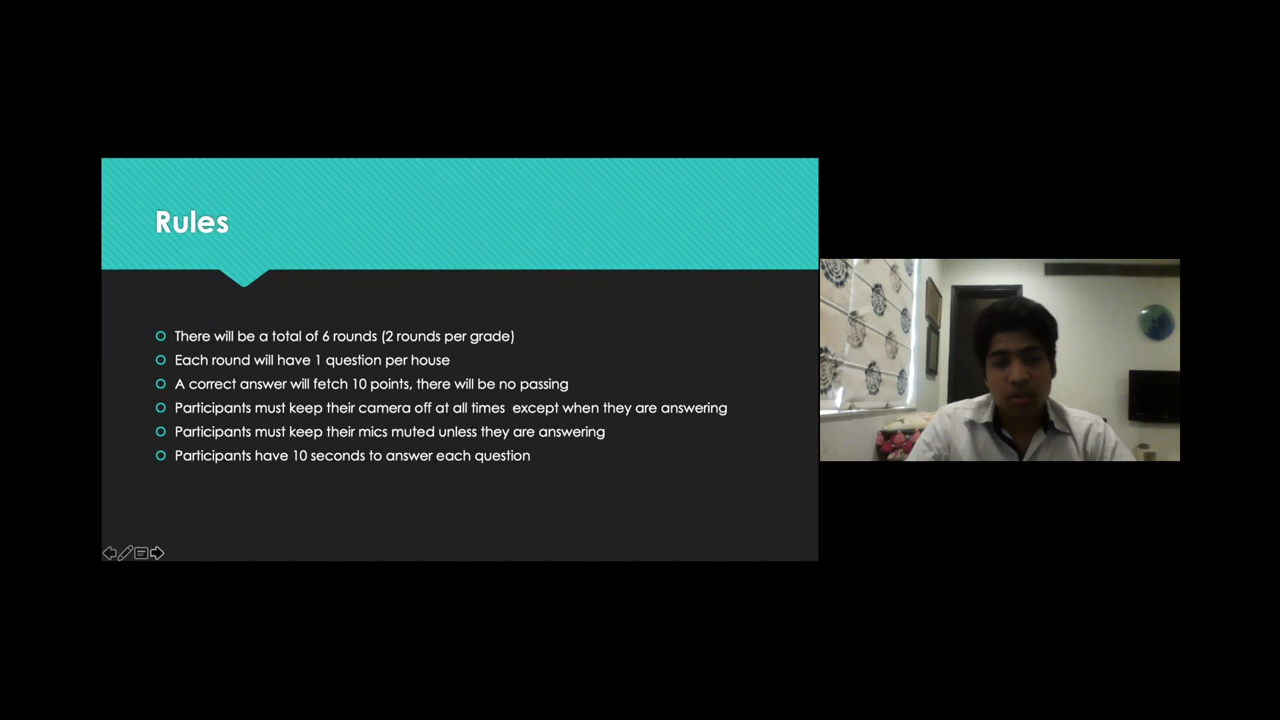 Rules
There will be a total of 6 rounds (2 rounds per grade)
Each round will have 1 question per house
A correct answer will fetch 10 points, there will be no passing
Participants must keep their camera off at all times  except when they are answering
Participants must keep their mics muted unless they are answering
Participants have 10 seconds to answer each question